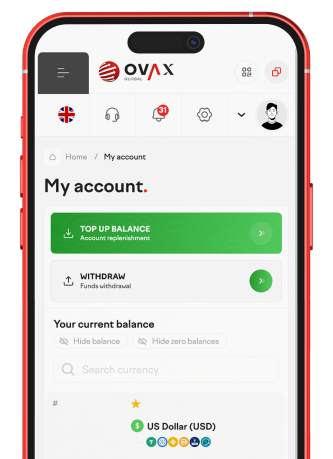 OVΛX
GLOBAL
31
Home / My account
My account.
TOP UP BALANCE
Account replenishment
WITHDRAW
Funds withdrawal
Your current balance
Hide balance
Hide zero balances
Search currency
#
$ US Dollar (USD)